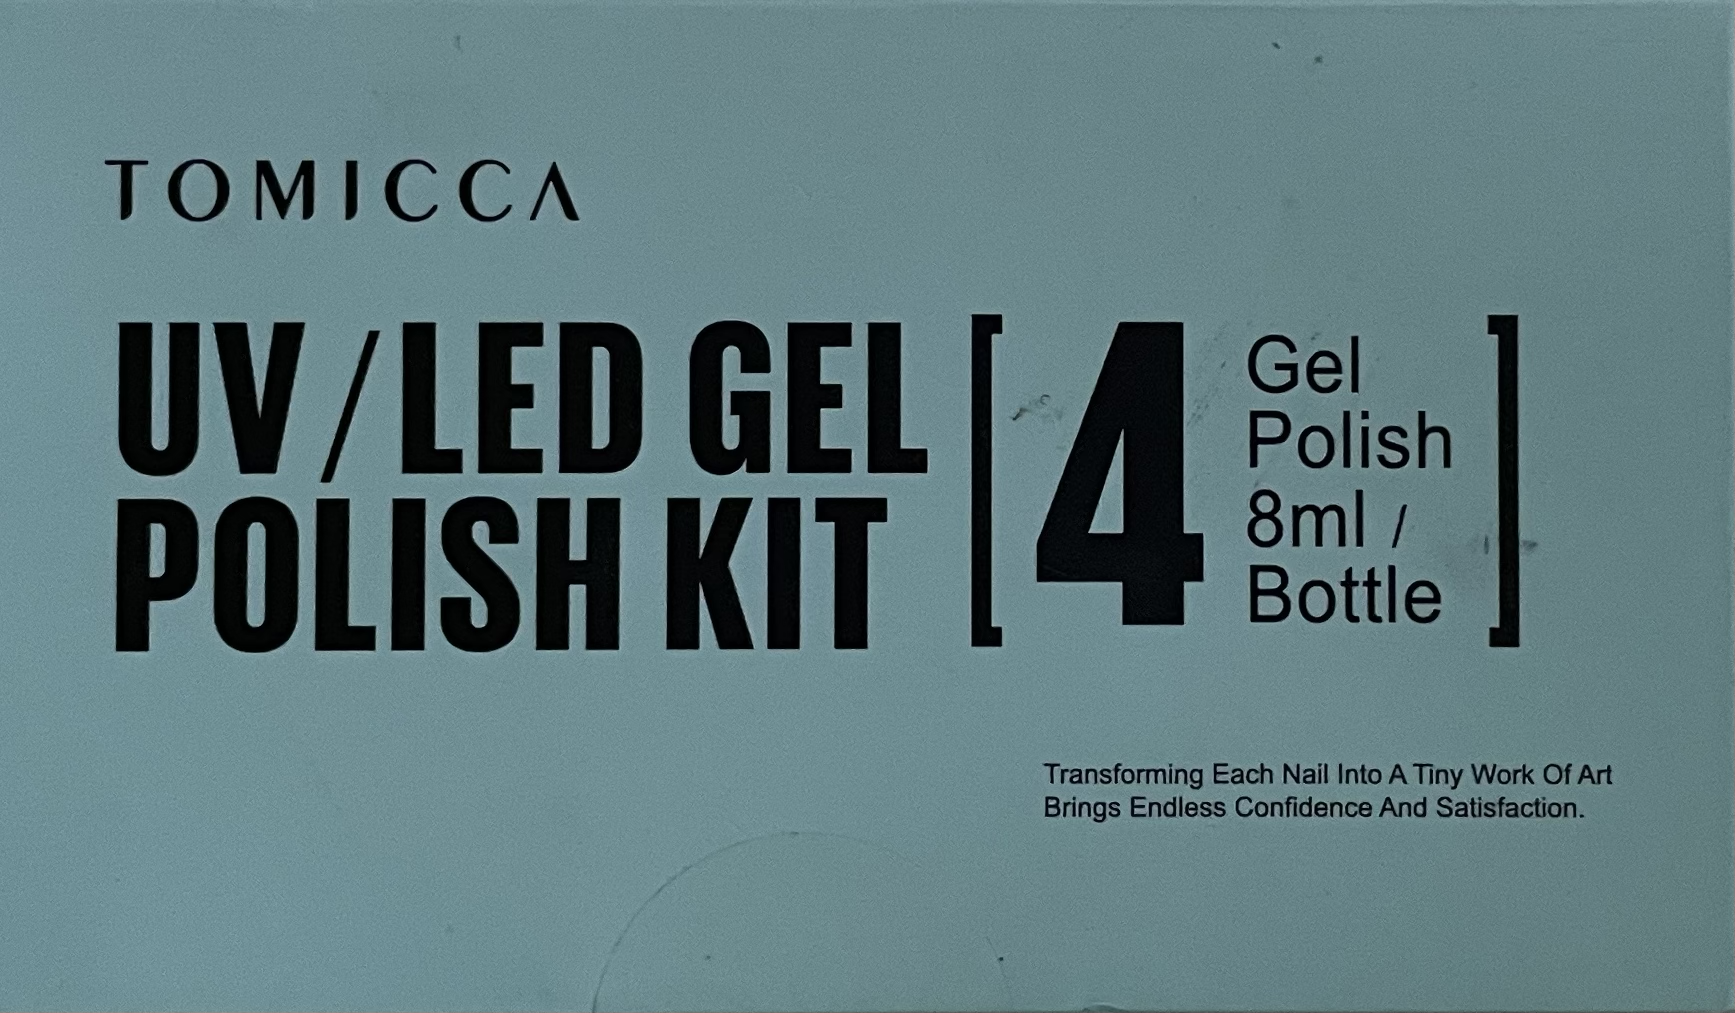 TOMICCA
UV/LED GEL
POLISH KIT
[4
Gel
Polish
8ml /
Bottle]
Transforming Each Nail Into A Tiny Work Of Art
Brings Endless Confidence And Satisfaction.